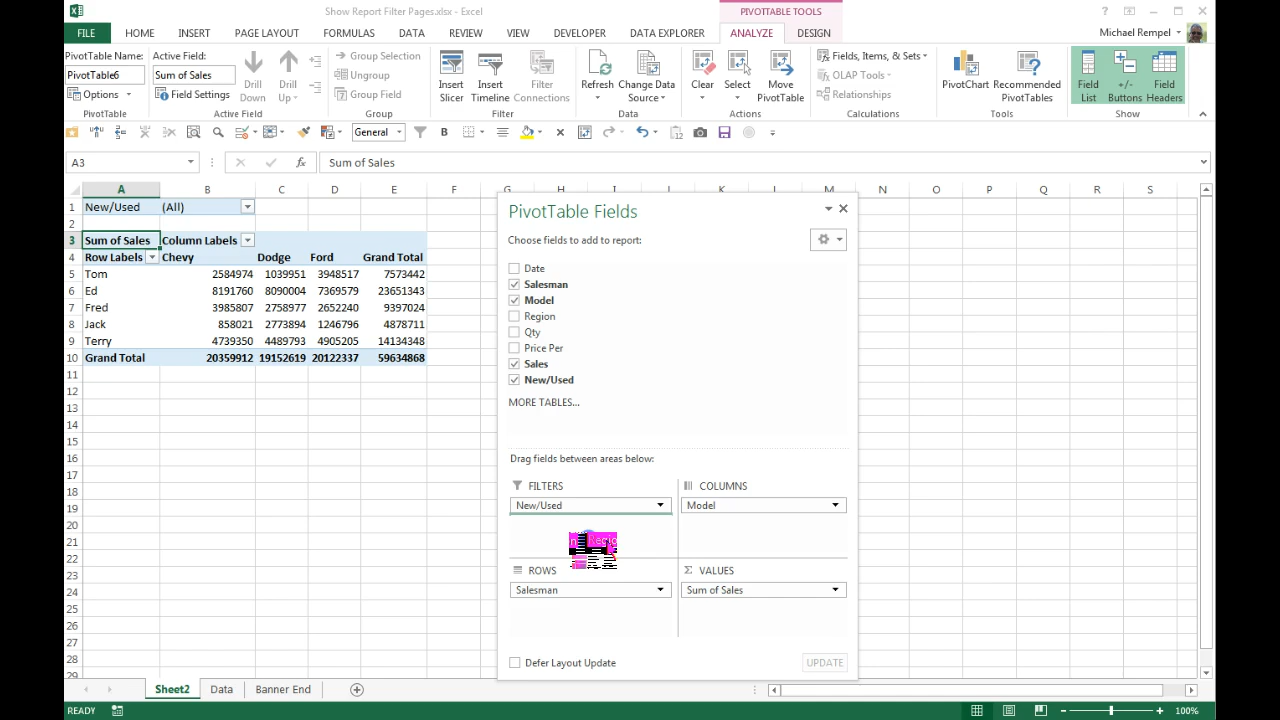 Show Report Filter Pages.xlsx - Excel
PIVOTTABLE TOOLS
FILE HOME INSERT PAGE LAYOUT FORMULAS DATA REVIEW VIEW DEVELOPER DATA EXPLORER ANALYZE DESIGN Michael Rempel
PivotTable Name:
PivotTable6
Options
PivotTable
Active Field:
Sum of Sales
Field Settings
Drill Down
Drill Up
Active Field
Group Selection
Ungroup
Group Field
Group
Insert Slicer
Insert Timeline
Filter Connections
Filter
Refresh
Change Data Source
Data
Clear
Select
Move PivotTable
Actions
Fields, Items, & Sets
OLAP Tools
Relationships
Calculations
PivotChart
Recommended PivotTables
Tools
Field List
+/- Buttons
Field Headers
Show
General
B
A3 fx Sum of Sales
A B C D E F G H I J K L M N O P Q R S
1 New/Used (All)
2
3 Sum of Sales Column Labels
4 Row Labels Chevy Dodge Ford Grand Total
5 Tom 2584974 1039951 3948517 7573442
6 Ed 8191760 8090004 7369579 23651343
7 Fred 3985807 2758977 2652240 9397024
8 Jack 858021 2773894 1246796 4878711
9 Terry 4739350 4489793 4905205 14134348
10 Grand Total 20359912 19152619 20122337 59634868
11
12
13
14
15
16
17
18
19
20
21
22
23
24
25
26
27
28
29
PivotTable Fields
Choose fields to add to report:
Date
Salesman
Model
Region
Qty
Price Per
Sales
New/Used
MORE TABLES...
Drag fields between areas below:
FILTERS
New/Used
COLUMNS
Model
ROWS
Salesman
VALUES
Sum of Sales
Defer Layout Update UPDATE
Sheet2 Data Banner End
READY 100%